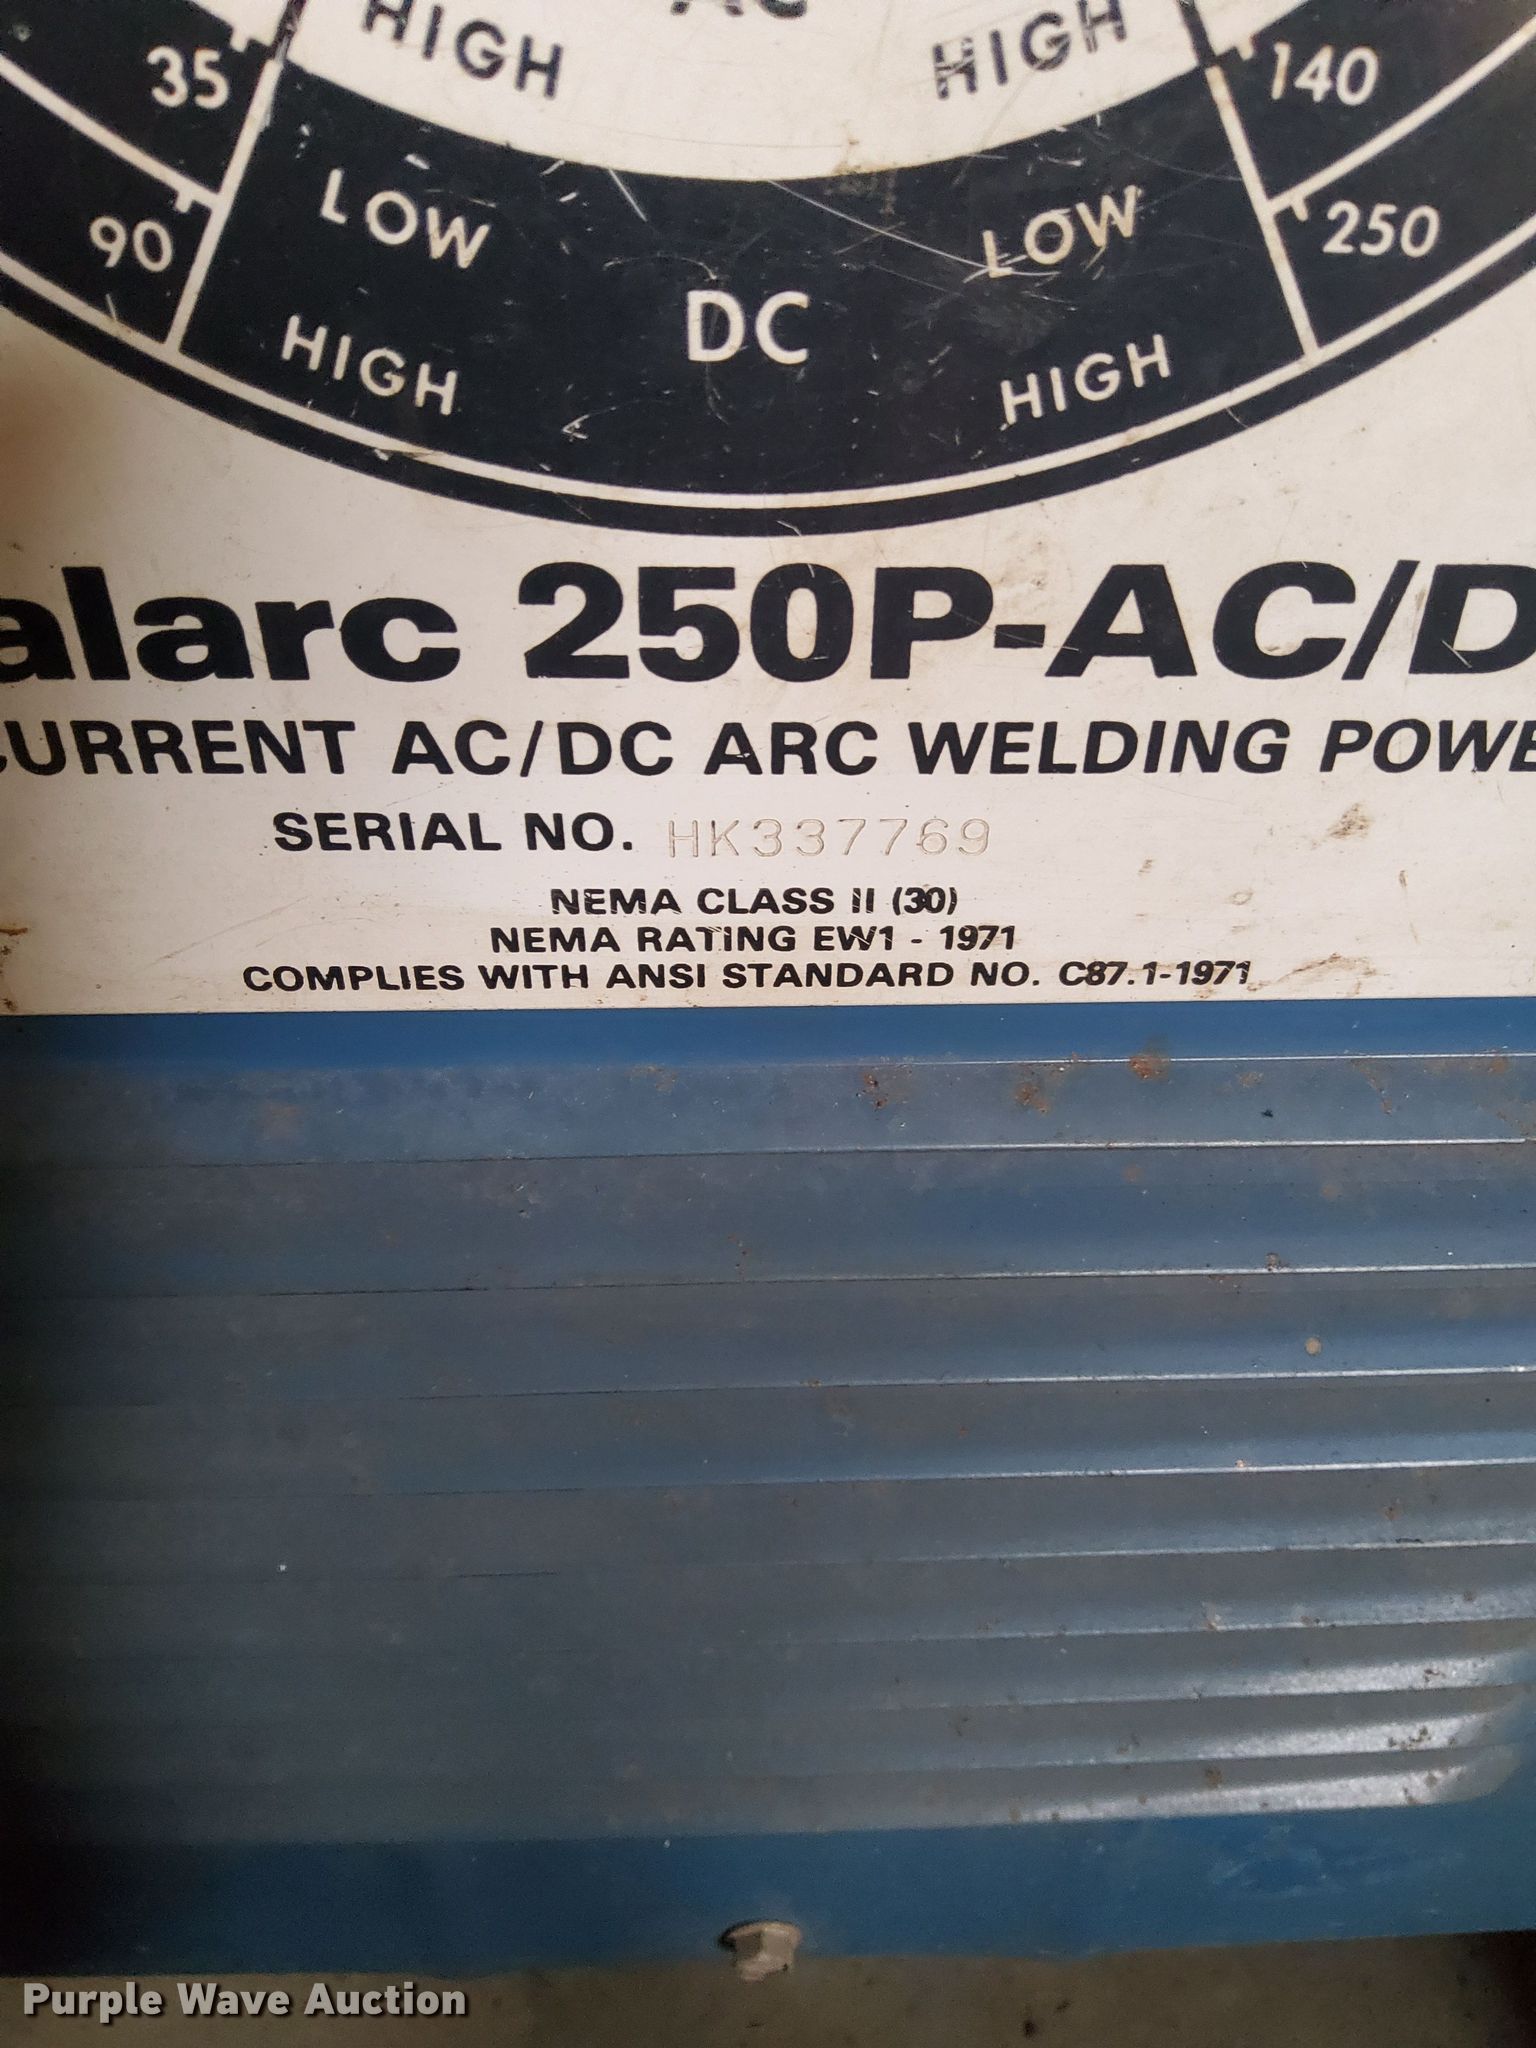 AC
HIGH HIGH
35 140
LOW LOW
90 250
DC
HIGH HIGH
alarc 250P-AC/D
CURRENT AC/DC ARC WELDING POWE
SERIAL NO. HK337769
NEMA CLASS II (30)
NEMA RATING EW1 - 1971
COMPLIES WITH ANSI STANDARD NO. C87.1-1971
Purple Wave Auction